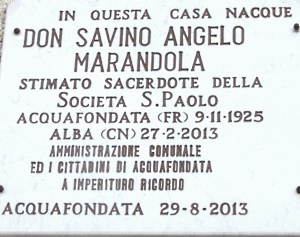 IN QUESTA CASA NACQUE
DON SAVINO ANGELO
MARANDOLA
STIMATO SACERDOTE DELLA
SOCIETA S.PAOLO
ACQUAFONDATA (FR) 9·11·1925
ALBA (CN) 27·2·2013
AMMINISTRAZIONE COMUNALE
ED I CITTADINI DI ACQUAFONDATA
A IMPERITURO RICORDO
ACQUAFONDATA 29-8-2013